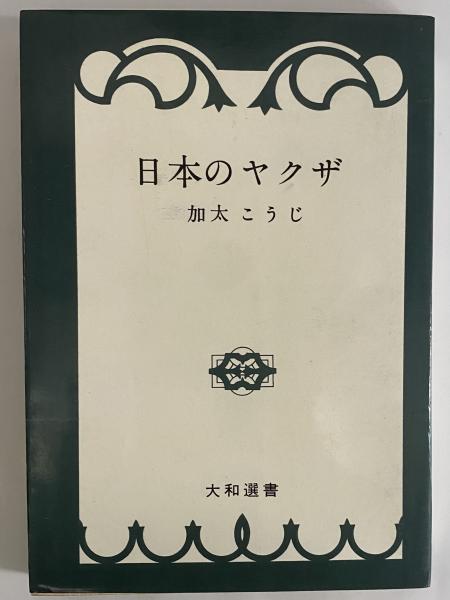 日本のヤクザ
加太こうじ
大和選書